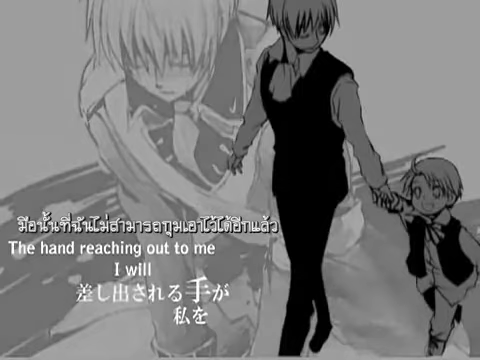 มือนั้นที่ฉันไม่สามารถกุมเอาไว้ได้อีกแล้ว
The hand reaching out to me
I will
差し出される手が
私を